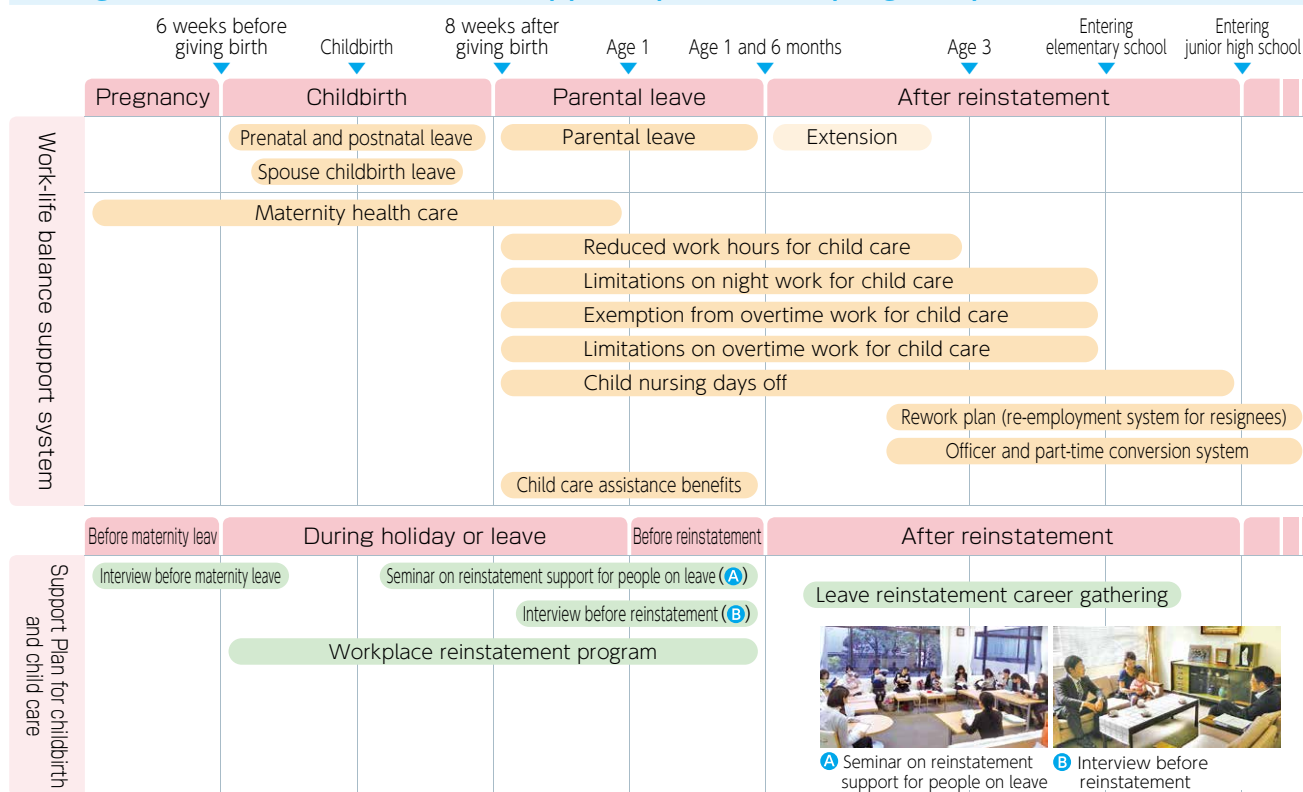 6 weeks before
giving birth
Childbirth
8 weeks after
giving birth
Age 1
Age 1 and 6 months
Age 3
Entering
elementary school
Entering
junior high school
Pregnancy
Childbirth
Parental leave
After reinstatement
Work-life balance support system
Prenatal and postnatal leave
Parental leave
Extension
Spouse childbirth leave
Maternity health care
Reduced work hours for child care
Limitations on night work for child care
Exemption from overtime work for child care
Limitations on overtime work for child care
Child nursing days off
Rework plan (re-employment system for resignees)
Officer and part-time conversion system
Child care assistance benefits
Before maternity leav
During holiday or leave
Before reinstatement
After reinstatement
Support Plan for childbirth
and child care
Interview before maternity leave
Seminar on reinstatement support for people on leave (A)
Leave reinstatement career gathering
Interview before reinstatement (B)
Workplace reinstatement program
A Seminar on reinstatement
support for people on leave
B Interview before
reinstatement